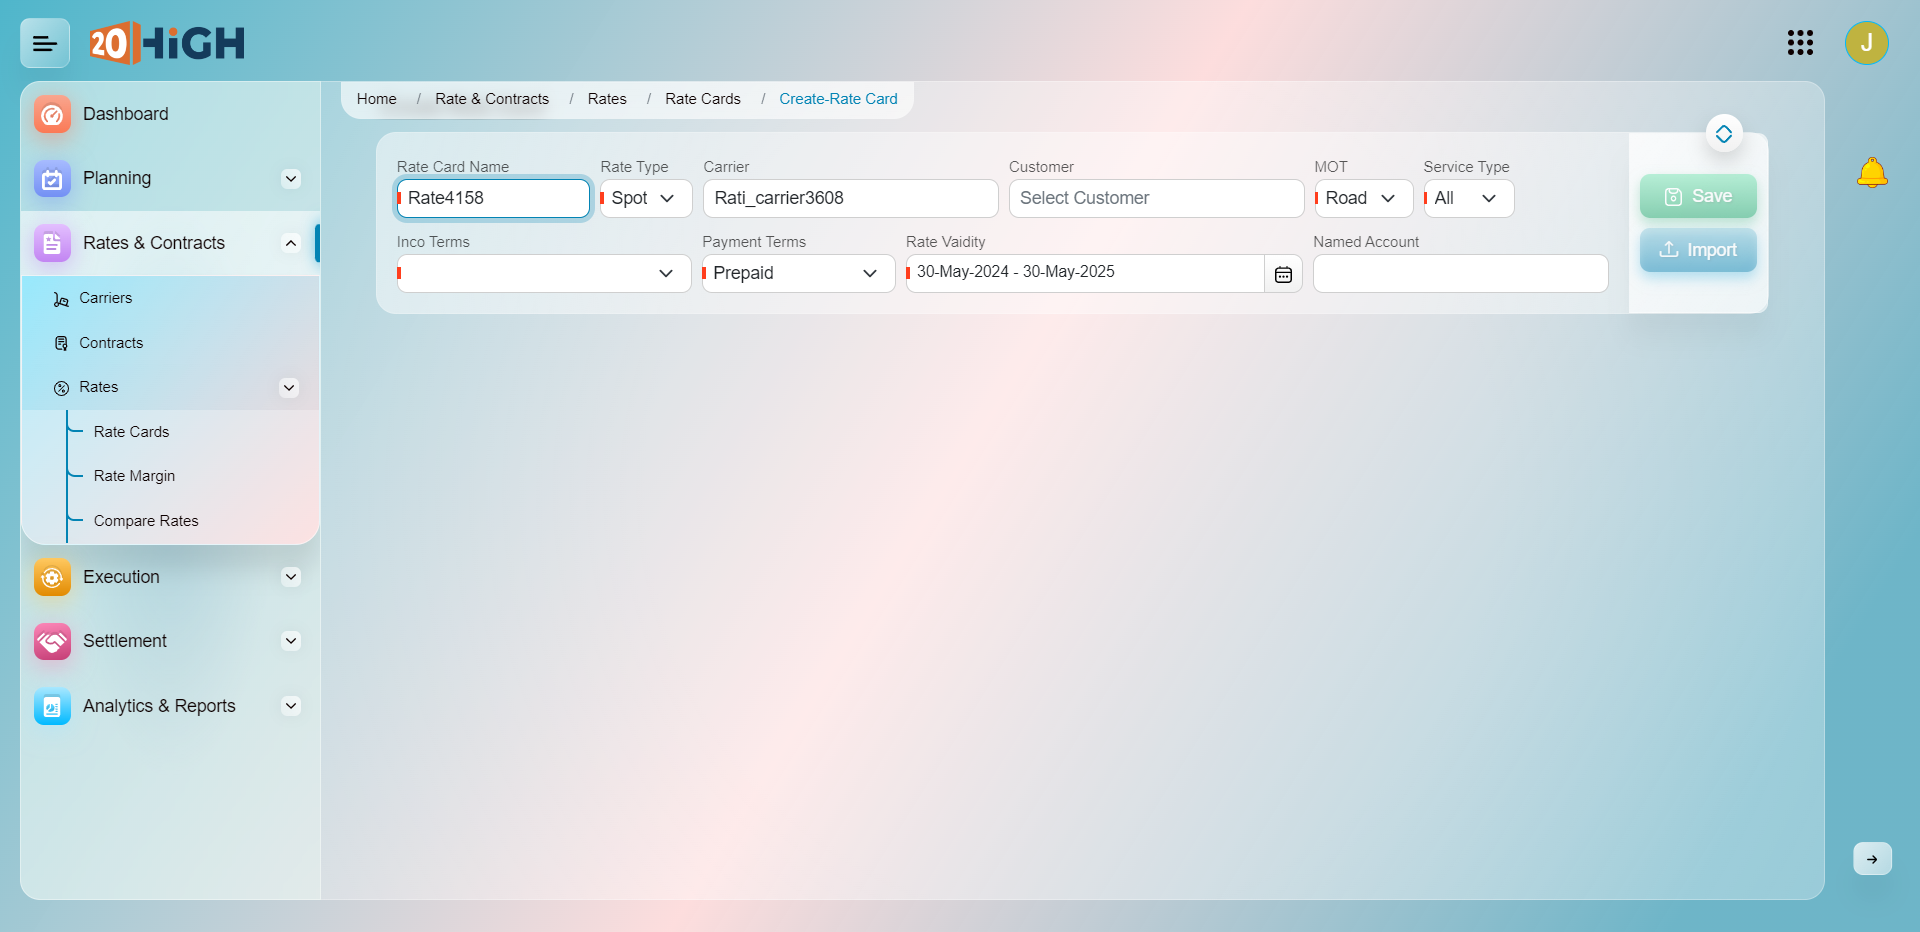 20HiGH
J
Dashboard
Planning
Rates & Contracts
Carriers
Contracts
Rates
Rate Cards
Rate Margin
Compare Rates
Execution
Settlement
Analytics & Reports
Home / Rate & Contracts / Rates / Rate Cards / Create-Rate Card
Rate Card Name Rate Type Carrier Customer MOT Service Type
Rate4158 Spot Rati_carrier3608 Select Customer Road All
Inco Terms Payment Terms Rate Vaidity Named Account
Prepaid 30-May-2024 - 30-May-2025
Save
Import